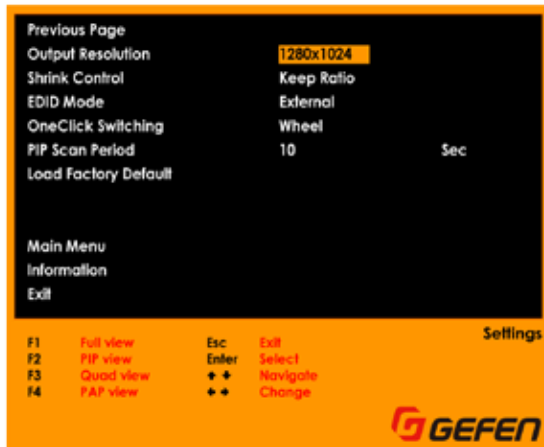 Previous Page
Output Resolution 1280x1024
Shrink Control Keep Ratio
EDID Mode External
OneClick Switching Wheel
PIP Scan Period 10 Sec
Load Factory Default
Main Menu
Information
Exit
Settings
F1 Full view Esc Exit
F2 PIP view Enter Select
F3 Quad view Navigate
F4 PAP view Change
GEFEN